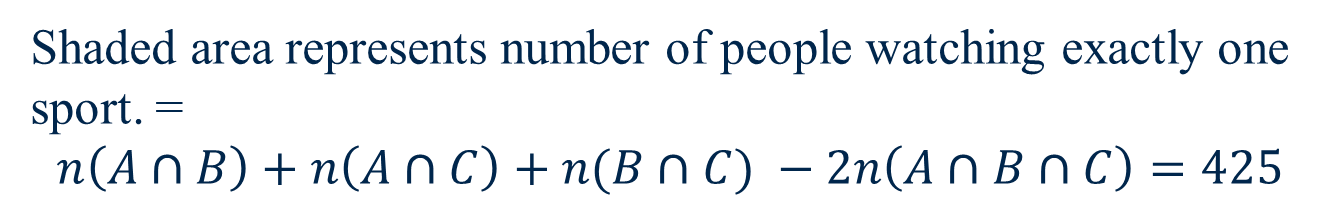 Shaded area represents number of people watching exactly one
sport. =
𝑛(𝐴 ∩ 𝐵) + 𝑛(𝐴 ∩ 𝐶) + 𝑛(𝐵 ∩ 𝐶) − 2𝑛(𝐴 ∩ 𝐵 ∩ 𝐶) = 425